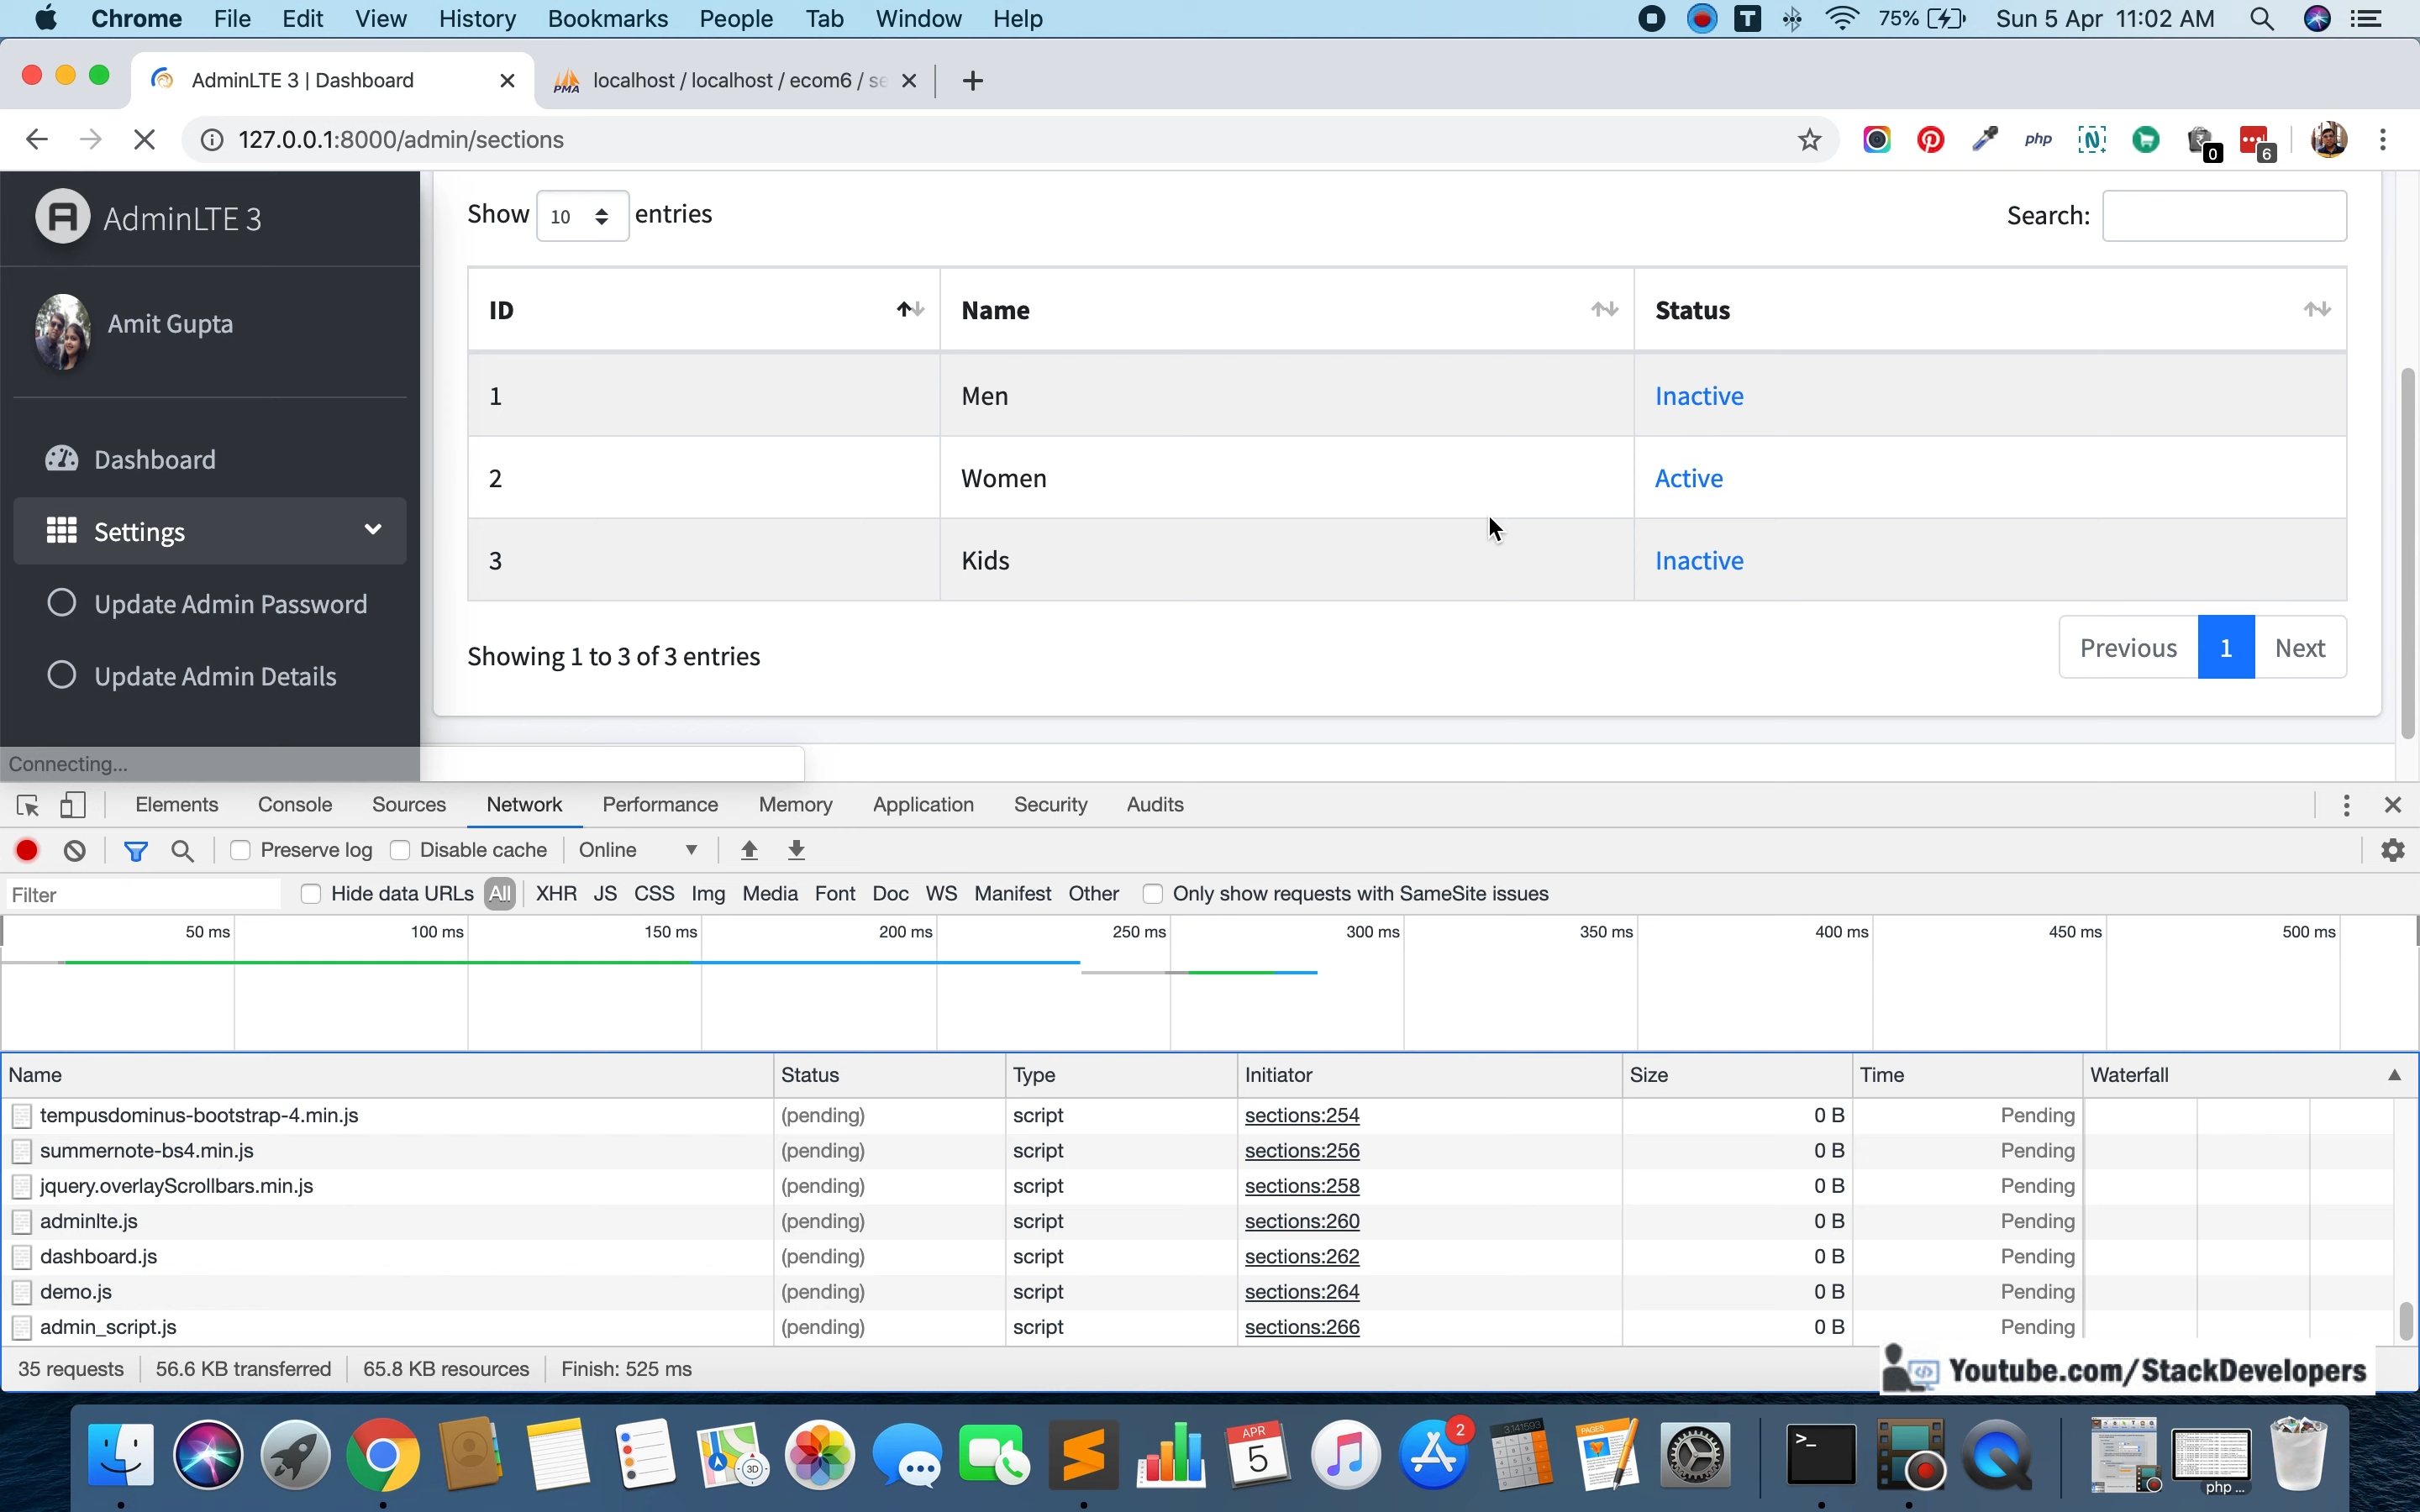 Chrome File Edit View History Bookmarks People Tab Window Help 75% Sun 5 Apr 11:02 AM
AdminLTE 3 | Dashboard
PMA localhost / localhost / ecom6 / se
127.0.0.1:8000/admin/sections
php 0 6
AdminLTE 3
Amit Gupta
Dashboard
Settings
Update Admin Password
Update Admin Details
Connecting...
Show 10 entries
Search:
ID Name Status
1 Men Inactive
2 Women Active
3 Kids Inactive
Showing 1 to 3 of 3 entries
Previous 1 Next
Elements Console Sources Network Performance Memory Application Security Audits
Preserve log Disable cache Online
Filter Hide data URLs All XHR JS CSS Img Media Font Doc WS Manifest Other Only show requests with SameSite issues
50 ms 100 ms 150 ms 200 ms 250 ms 300 ms 350 ms 400 ms 450 ms 500 ms
Name Status Type Initiator Size Time Waterfall
tempusdominus-bootstrap-4.min.js (pending) script sections:254 0 B Pending
summernote-bs4.min.js (pending) script sections:256 0 B Pending
jquery.overlayScrollbars.min.js (pending) script sections:258 0 B Pending
adminlte.js (pending) script sections:260 0 B Pending
dashboard.js (pending) script sections:262 0 B Pending
demo.js (pending) script sections:264 0 B Pending
admin_script.js (pending) script sections:266 0 B Pending
35 requests 56.6 KB transferred 65.8 KB resources Finish: 525 ms
Youtube.com/StackDevelopers
3D
APR
5
2
PAGES
php ...